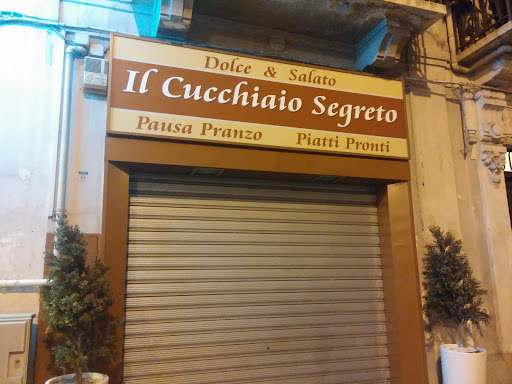 Dolce & Salato
Il Cucchiaio Segreto
Pausa Pranzo Piatti Pronti